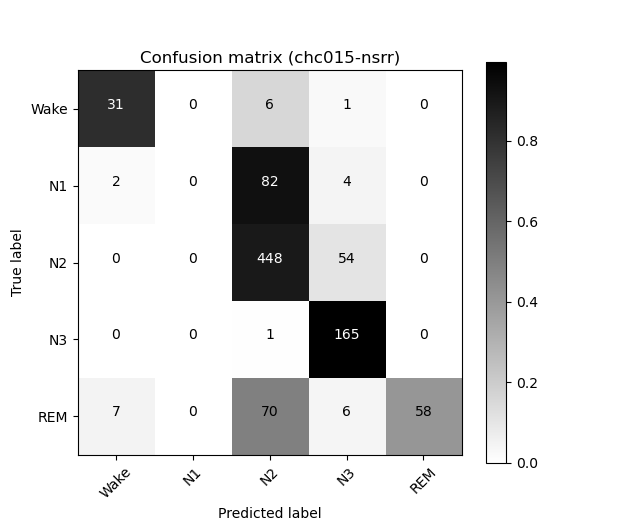 Confusion matrix (chc015-nsrr)
Wake 31 0 6 1 0
N1 2 0 82 4 0
N2 0 0 448 54 0
N3 0 0 1 165 0
REM 7 0 70 6 58
Wake N1 N2 N3 REM
Predicted label
True label
0.8
0.6
0.4
0.2
0.0